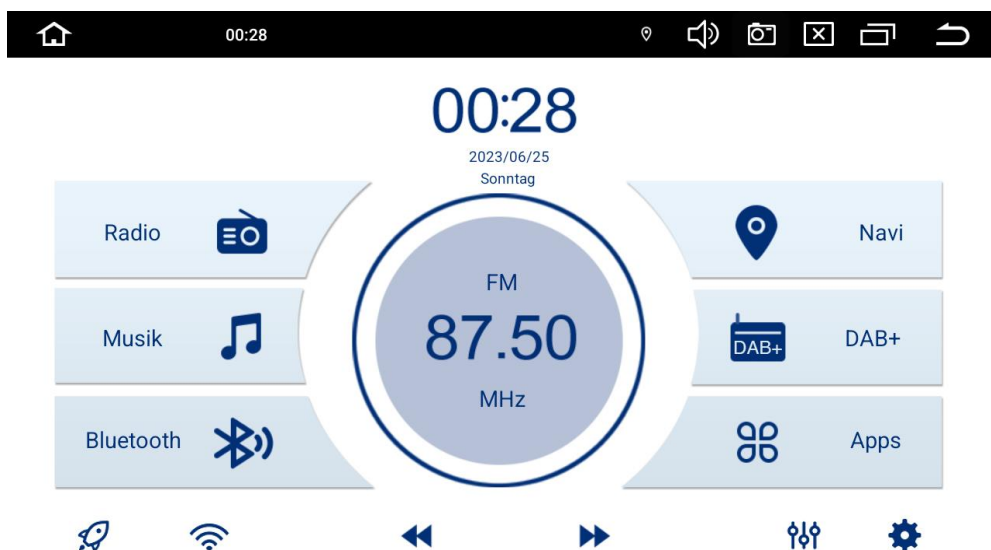 00:28
00:28
2023/06/25
Sonntag
Radio
Navi
FM
87.50
MHz
Musik
DAB+
DAB+
Bluetooth
Apps